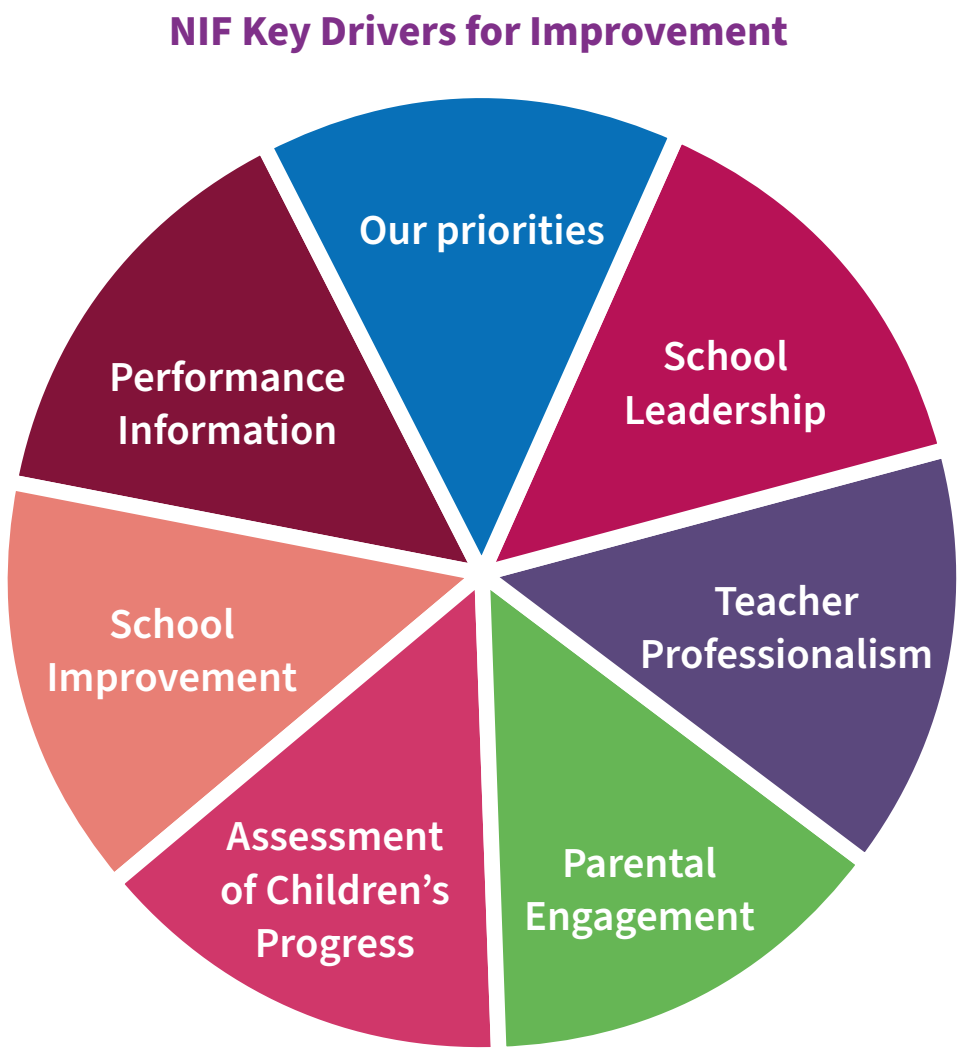 NIF Key Drivers for Improvement
Our priorities
School
Leadership
Teacher
Professionalism
Parental
Engagement
Assessment
of Children’s
Progress
School
Improvement
Performance
Information